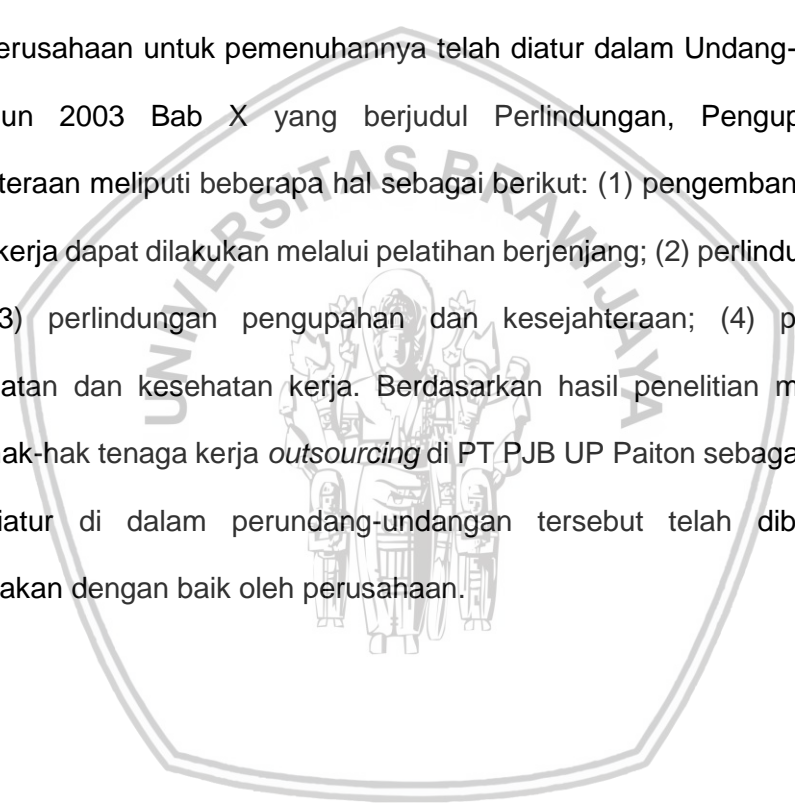 erusahaan untuk pemenuhannya telah diatur dalam Undang-
un 2003 Bab X yang berjudul Perlindungan, Pengup
teraan meliputi beberapa hal sebagai berikut: (1) pengemban
kerja dapat dilakukan melalui pelatihan berjenjang; (2) perlindu
3) perlindungan pengupahan dan kesejahteraan; (4) p
atan dan kesehatan kerja. Berdasarkan hasil penelitian m
ak-hak tenaga kerja outsourcing di PT PJB UP Paiton sebaga
iatur di dalam perundang-undangan tersebut telah dib
akan dengan baik oleh perusahaan.
UNIVERSITAS BRAWIJAYA